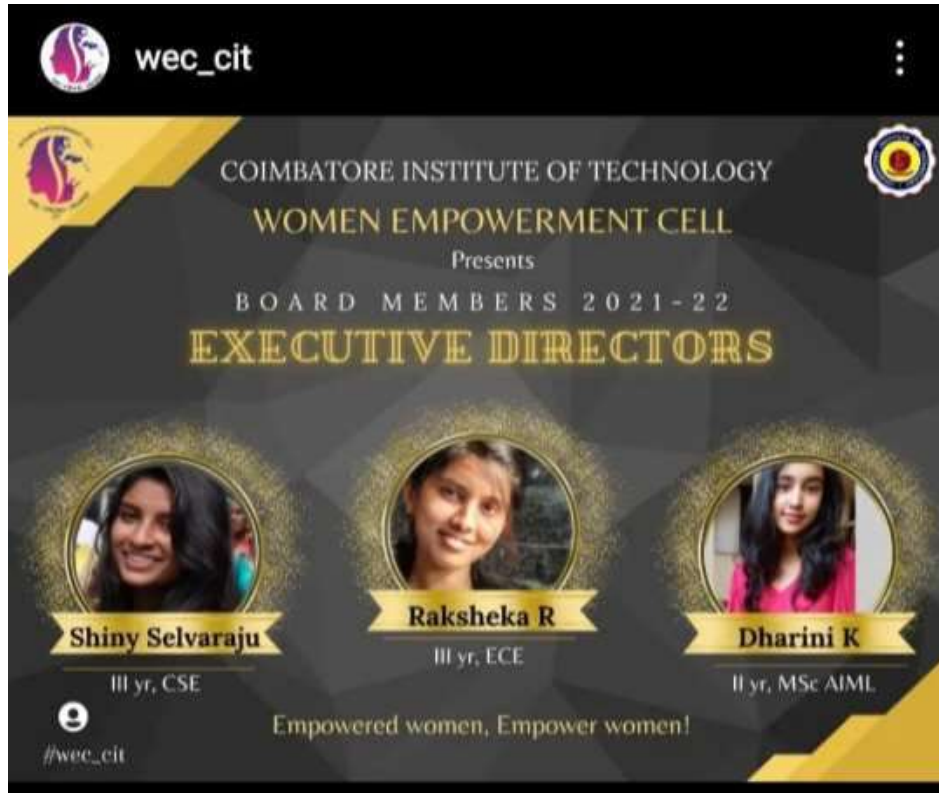 wec_cit
COIMBATORE INSTITUTE OF TECHNOLOGY
WOMEN EMPOWERMENT CELL
Presents
BOARD MEMBERS 2021-22
EXECUTIVE DIRECTORS
Shiny Selvaraju
III yr, CSE
Raksheka R
III yr, ECE
Dharini K
II yr, MSc AIML
Empowered women, Empower women!
#wec_cit